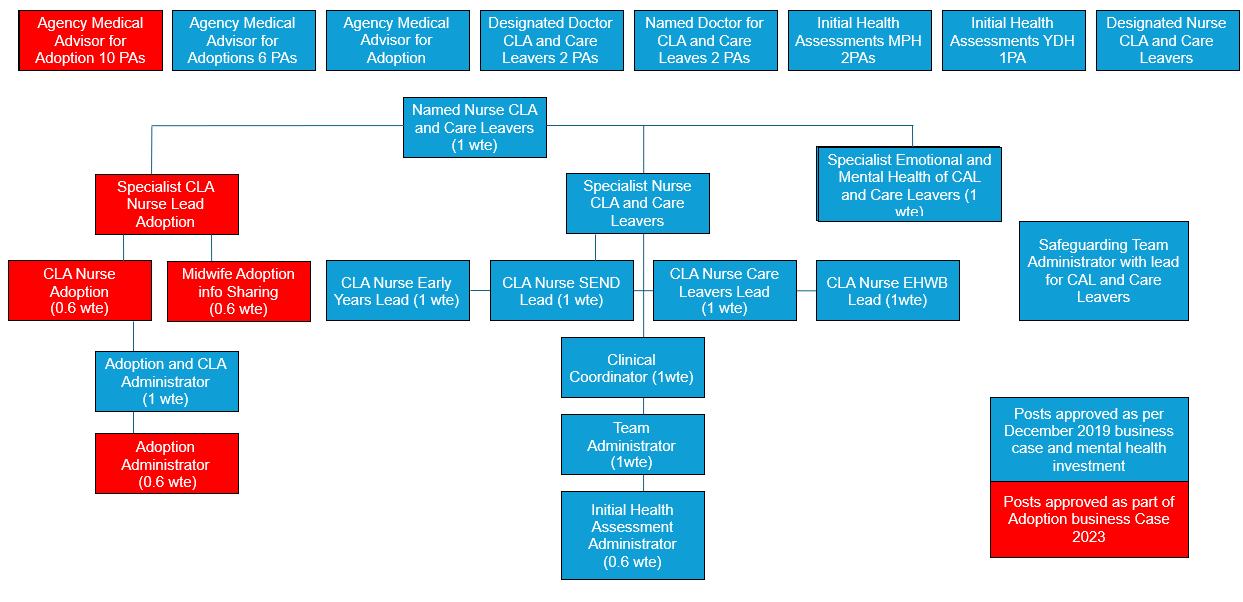 Agency Medical
Advisor for
Adoption 10 PAs
Agency Medical
Advisor for
Adoptions 6 PAs
Agency Medical
Advisor for
Adoption
Designated Doctor
CLA and Care
Leavers 2 PAs
Named Doctor for
CLA and Care
Leaves 2 PAs
Initial Health
Assessments MPH
2PAs
Initial Health
Assessments YDH
1PA
Designated Nurse
CLA and Care
Leavers
Named Nurse CLA
and Care Leavers
(1 wte)
Specialist CLA
Nurse Lead
Adoption
Specialist Nurse
CLA and Care
Leavers
Specialist Emotional and
Mental Health of CAL
and Care Leavers (1
wte)
Safeguarding Team
Administrator with lead
for CAL and Care
Leavers
CLA Nurse
Adoption
(0.6 wte)
Midwife Adoption
info Sharing
(0.6 wte)
CLA Nurse Early
Years Lead (1 wte)
CLA Nurse SEND
Lead (1 wte)
CLA Nurse Care
Leavers Lead
(1 wte)
CLA Nurse EHWB
Lead (1wte)
Adoption and CLA
Administrator
(1 wte)
Clinical
Coordinator (1wte)
Adoption
Administrator
(0.6 wte)
Team
Administrator
(1wte)
Initial Health
Assessment
Administrator
(0.6 wte)
Posts approved as per
December 2019 business
case and mental health
investment
Posts approved as part of
Adoption business Case
2023